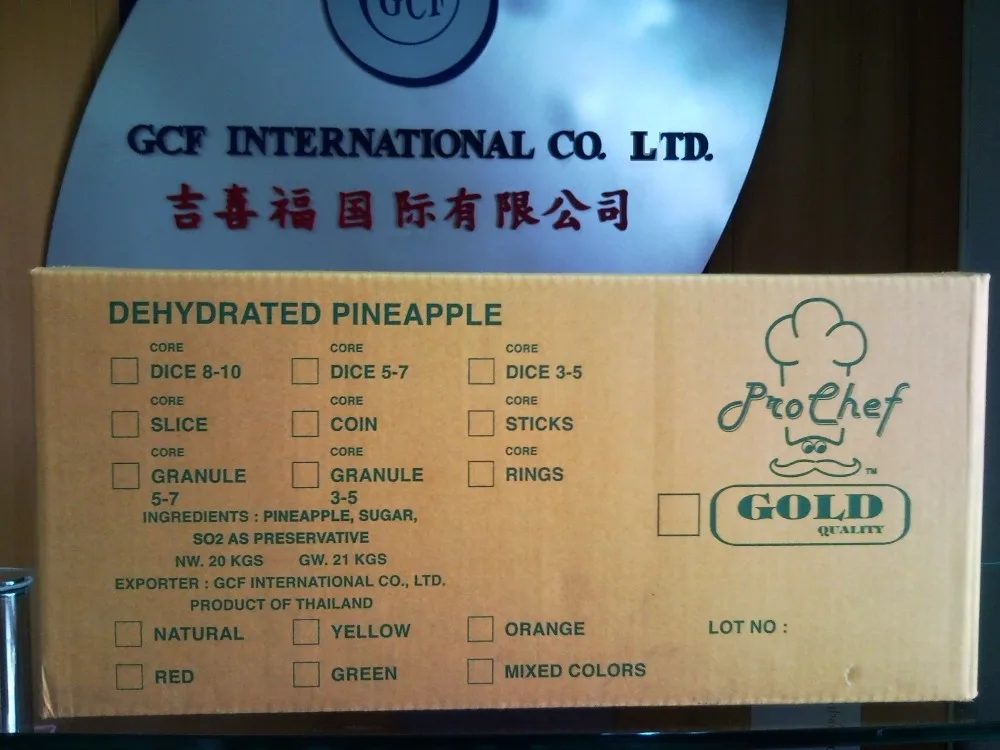 GCF
GCF INTERNATIONAL CO. LTD.
吉喜福国际有限公司
DEHYDRATED PINEAPPLE
CORE CORE CORE
DICE 8-10 DICE 5-7 DICE 3-5
CORE CORE CORE
SLICE COIN STICKS
CORE CORE CORE
GRANULE GRANULE RINGS
5-7 3-5
INGREDIENTS : PINEAPPLE, SUGAR,
SO2 AS PRESERVATIVE
NW. 20 KGS GW. 21 KGS
EXPORTER : GCF INTERNATIONAL CO., LTD.
PRODUCT OF THAILAND
NATURAL YELLOW ORANGE
RED GREEN MIXED COLORS
ProChef
TM
GOLD
QUALITY
LOT NO :